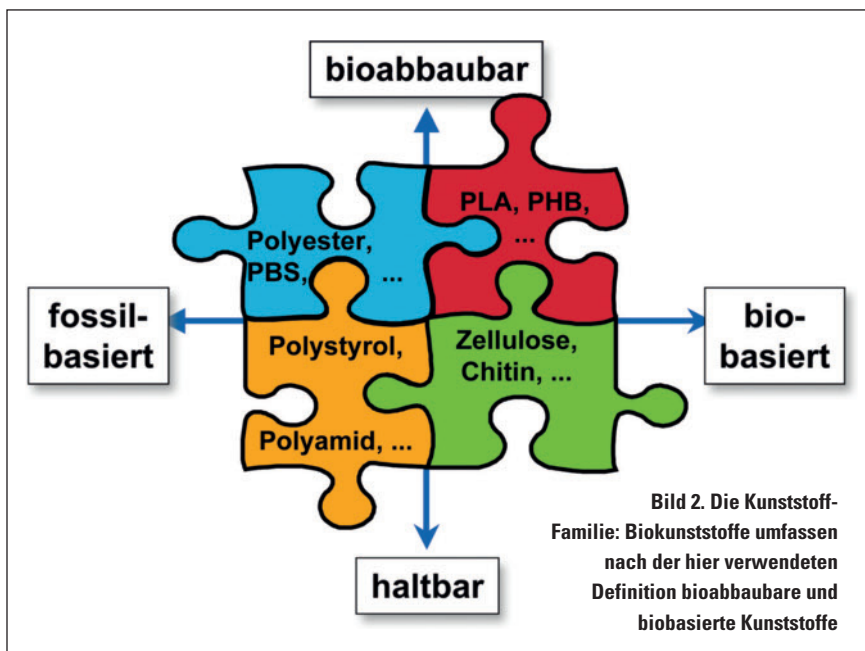 bioabbaubar
PLA, PHB,
...
Polyester,
PBS, ...
fossil-
basiert
bio-
basiert
Polystyrol,
Polyamid, ...
Zellulose,
Chitin, ...
haltbar
Bild 2. Die Kunststoff-
Familie: Biokunststoffe umfassen
nach der hier verwendeten
Definition bioabbaubare und
biobasierte Kunststoffe